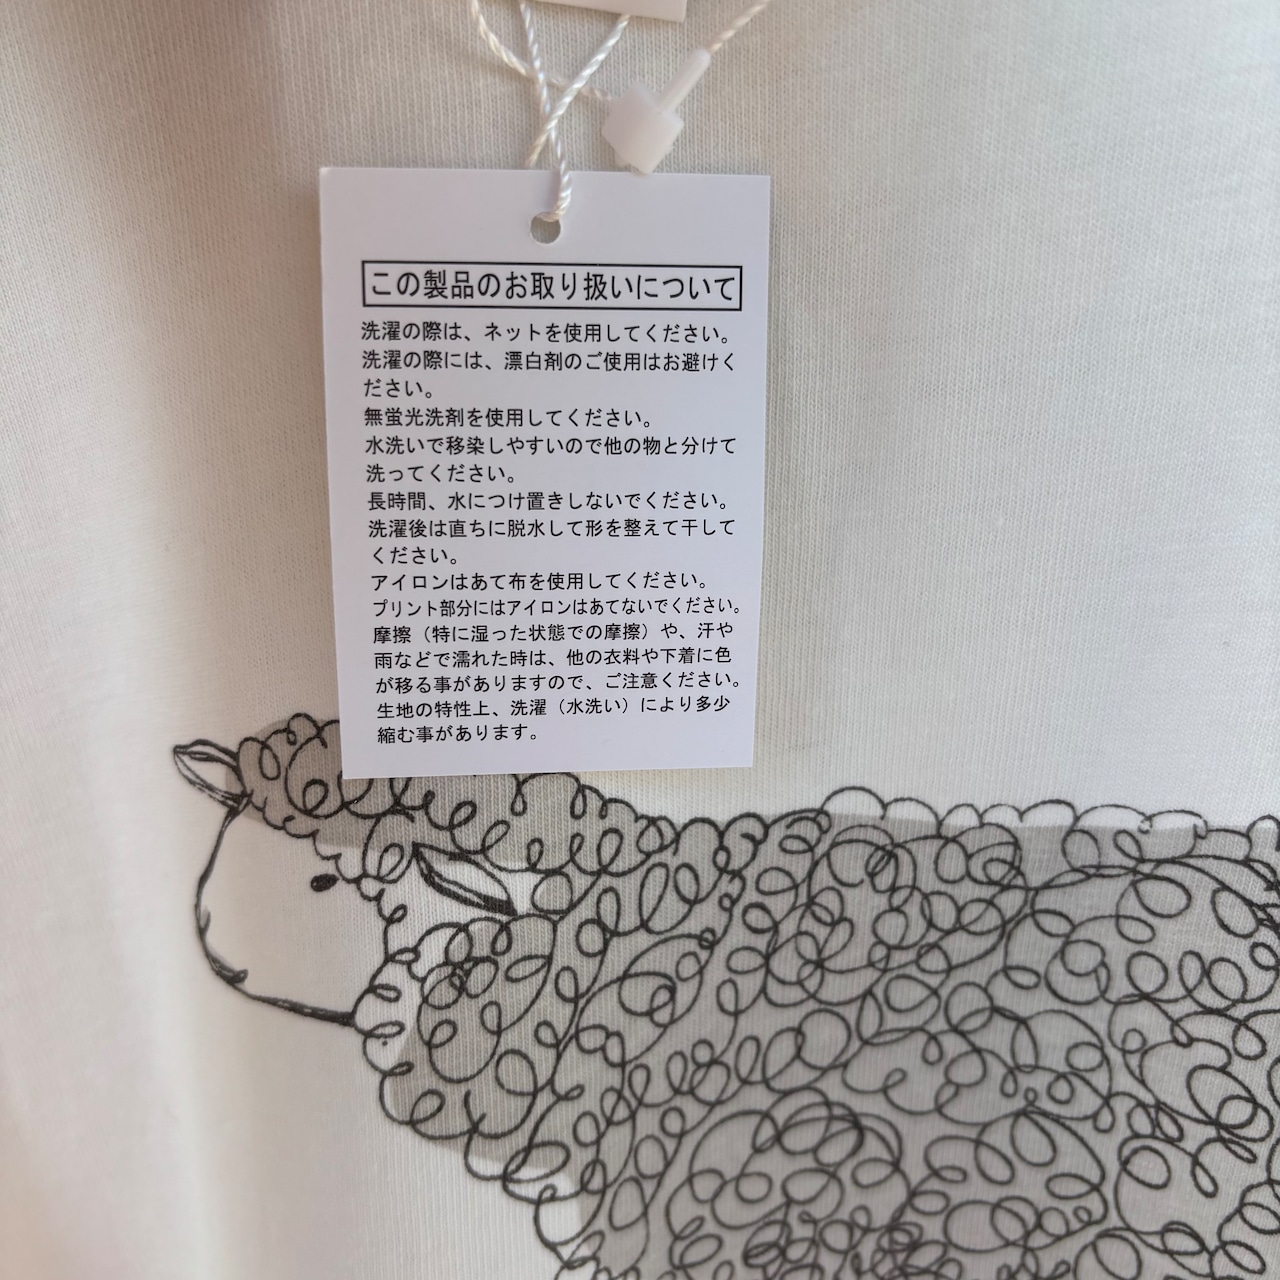 この製品のお取り扱いについて
洗濯の際は、ネットを使用してください。
洗濯の際には、漂白剤のご使用はお避けく
ださい。
無蛍光洗剤を使用してください。
水洗いで移染しやすいので他の物と分けて
洗ってください。
長時間、水につけ置きしないでください。
洗濯後は直ちに脱水して形を整えて干して
ください。
アイロンはあて布を使用してください。
プリント部分にはアイロンはあてないでください。
摩擦（特に湿った状態での摩擦）や、汗や
雨などで濡れた時は、他の衣料や下着に色
が移る事がありますので、ご注意ください。
生地の特性上、洗濯（水洗い）により多少
縮む事があります。